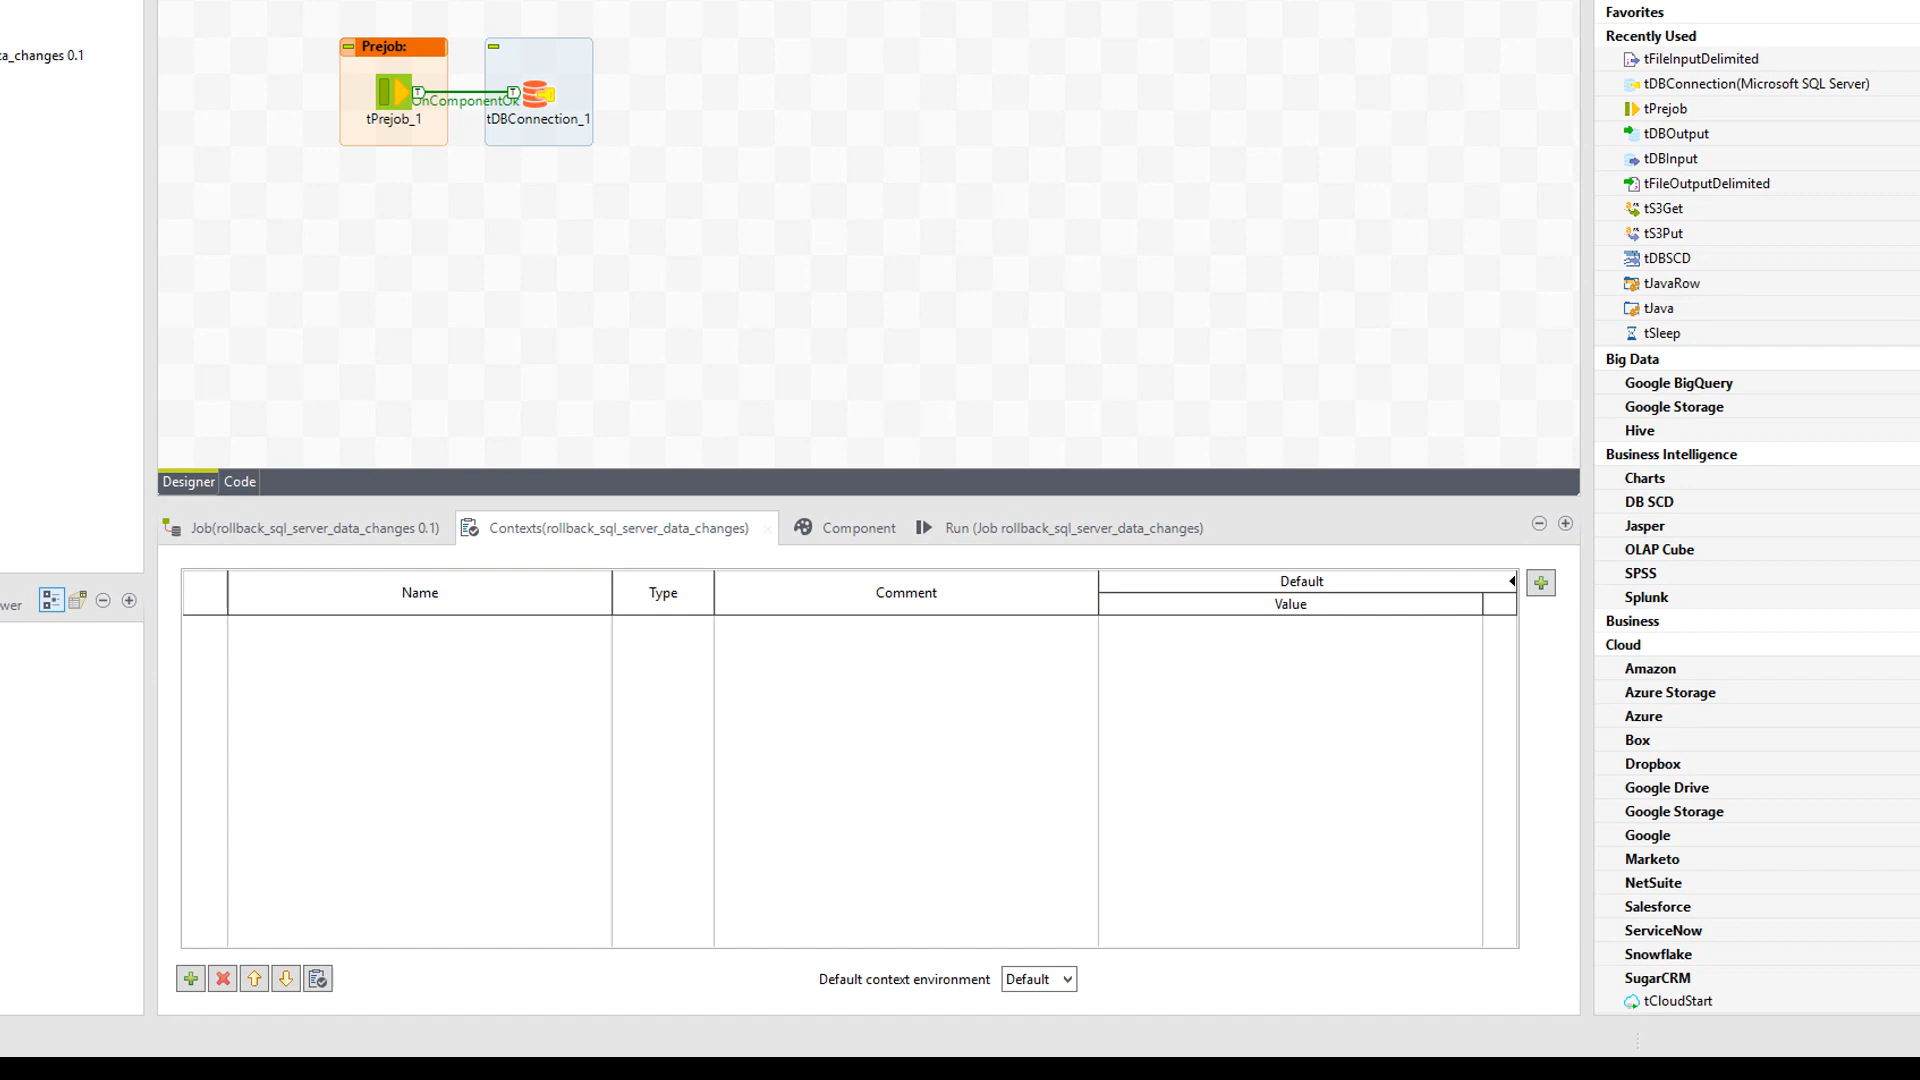 a_changes 0.1
Prejob:
OnComponentOk
tPrejob_1
tDBConnection_1
Designer
Code
Job(rollback_sql_server_data_changes 0.1)
Contexts(rollback_sql_server_data_changes)
Component
Run (Job rollback_sql_server_data_changes)
wer
Name
Type
Comment
Default
Value
Default context environment
Default
Favorites
Recently Used
tFileInputDelimited
tDBConnection(Microsoft SQL Server)
tPrejob
tDBOutput
tDBInput
tFileOutputDelimited
tS3Get
tS3Put
tDBSCD
tJavaRow
tJava
tSleep
Big Data
Google BigQuery
Google Storage
Hive
Business Intelligence
Charts
DB SCD
Jasper
OLAP Cube
SPSS
Splunk
Business
Cloud
Amazon
Azure Storage
Azure
Box
Dropbox
Google Drive
Google Storage
Google
Marketo
NetSuite
Salesforce
ServiceNow
Snowflake
SugarCRM
tCloudStart